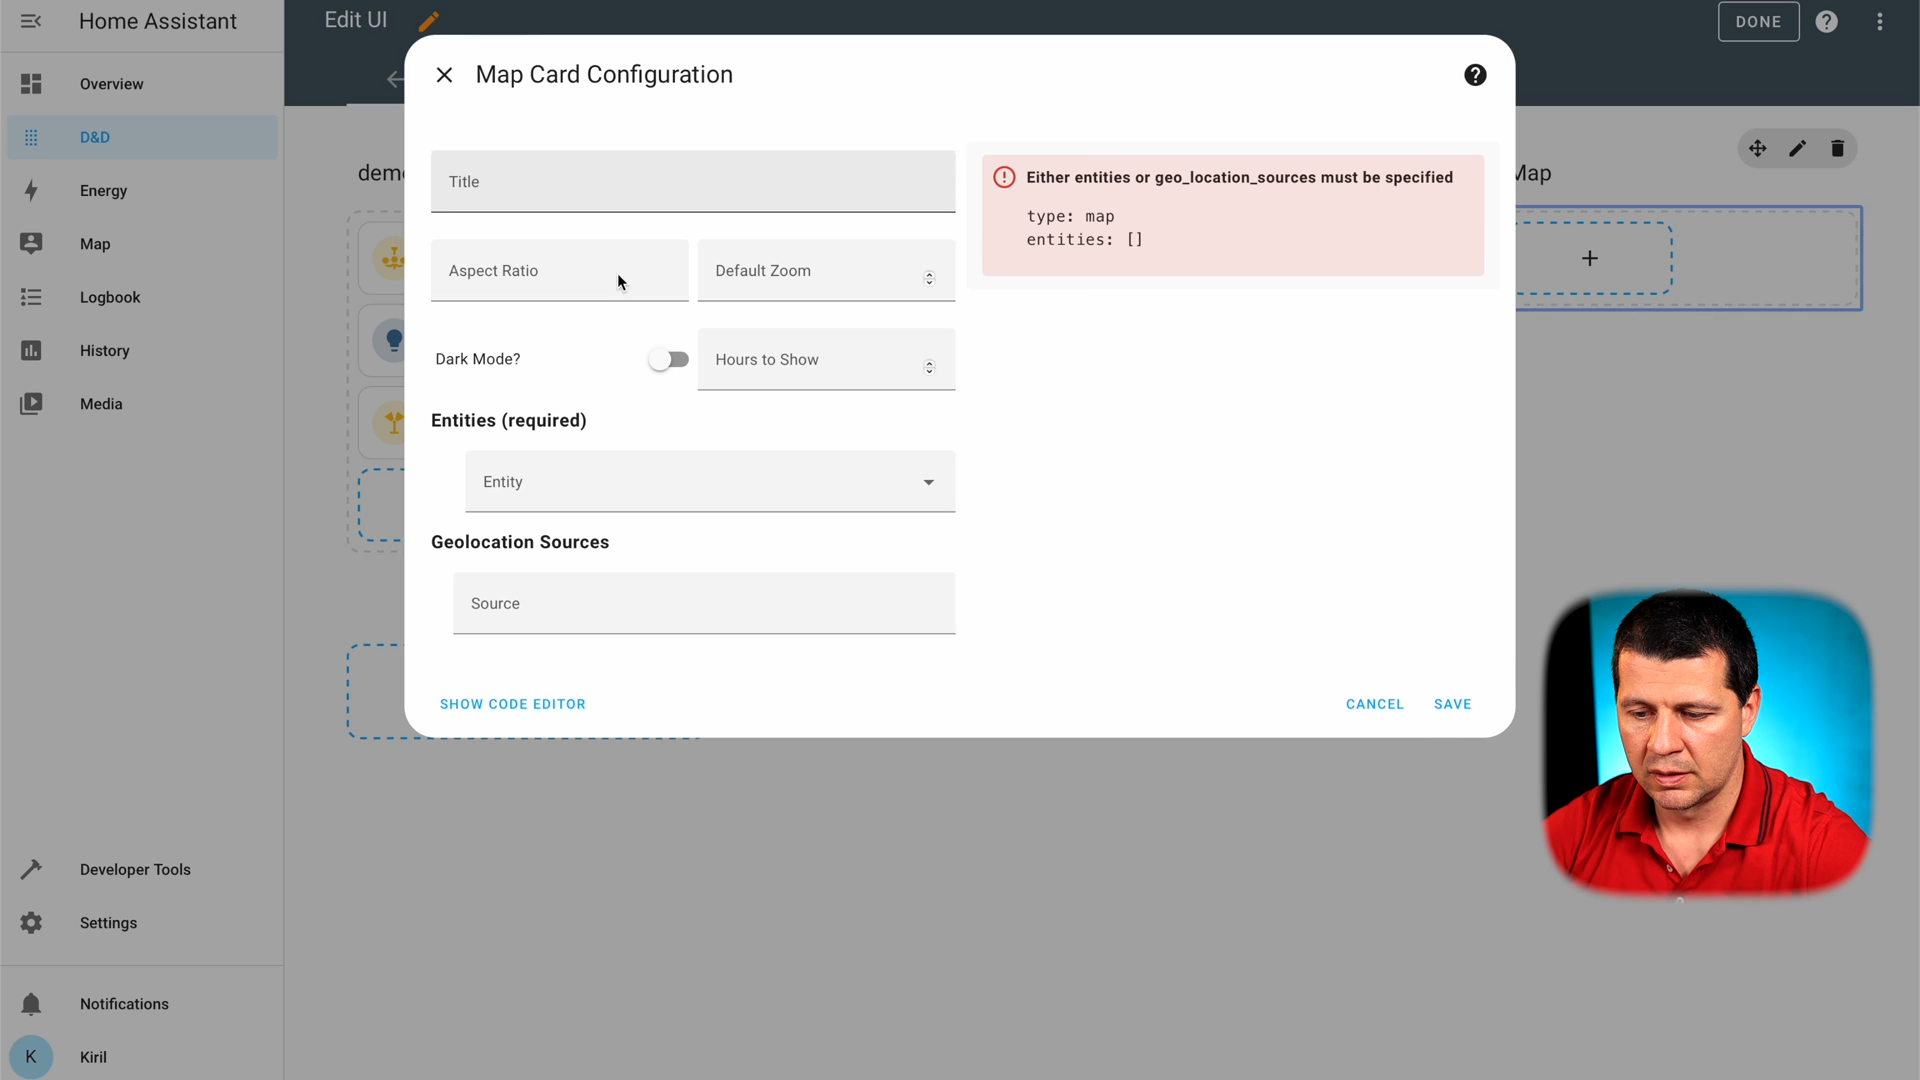 Home Assistant
Edit UI
DONE
Overview
D&D
Energy
Map
Logbook
History
Media
Developer Tools
Settings
Notifications
K
Kiril
Map Card Configuration
Title
Aspect Ratio
Default Zoom
Dark Mode?
Hours to Show
Entities (required)
Entity
Geolocation Sources
Source
SHOW CODE EDITOR
CANCEL
SAVE
Either entities or geo_location_sources must be specified
type: map
entities: []
Map